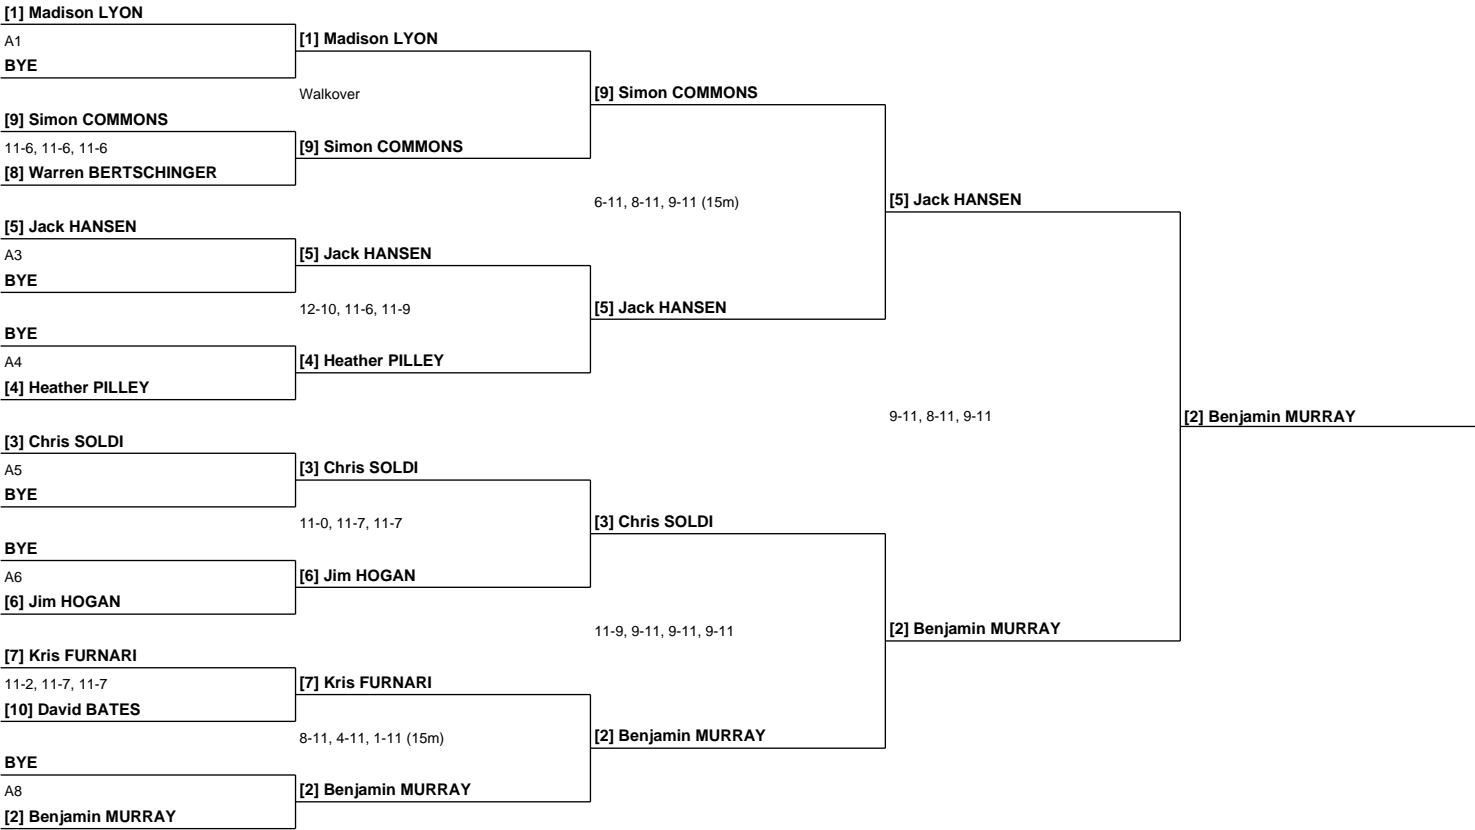 [1] Madison LYON
A1
BYE
[9] Simon COMMONS
11-6, 11-6, 11-6
[8] Warren BERTSCHINGER
[5] Jack HANSEN
A3
BYE
BYE
A4
[4] Heather PILLEY
[3] Chris SOLDI
A5
BYE
BYE
A6
[6] Jim HOGAN
[7] Kris FURNARI
11-2, 11-7, 11-7
[10] David BATES
BYE
A8
[2] Benjamin MURRAY
[1] Madison LYON
Walkover
[9] Simon COMMONS
[5] Jack HANSEN
12-10, 11-6, 11-9
[4] Heather PILLEY
[3] Chris SOLDI
11-0, 11-7, 11-7
[6] Jim HOGAN
[7] Kris FURNARI
8-11, 4-11, 1-11 (15m)
[2] Benjamin MURRAY
[9] Simon COMMONS
6-11, 8-11, 9-11 (15m)
[5] Jack HANSEN
[3] Chris SOLDI
11-9, 9-11, 9-11, 9-11
[2] Benjamin MURRAY
[5] Jack HANSEN
9-11, 8-11, 9-11
[2] Benjamin MURRAY
[2] Benjamin MURRAY